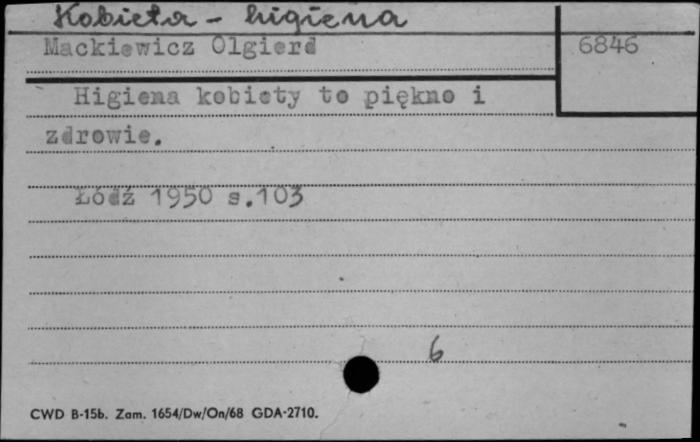 Kobieta - higiena
Mackiewicz Olgierd 6846
Higiena kobiety to piękno i
zdrowie.
Łódź 1950 s.103
6
CWD B-15b. Zam. 1654/Dw/On/68 GDA-2710.